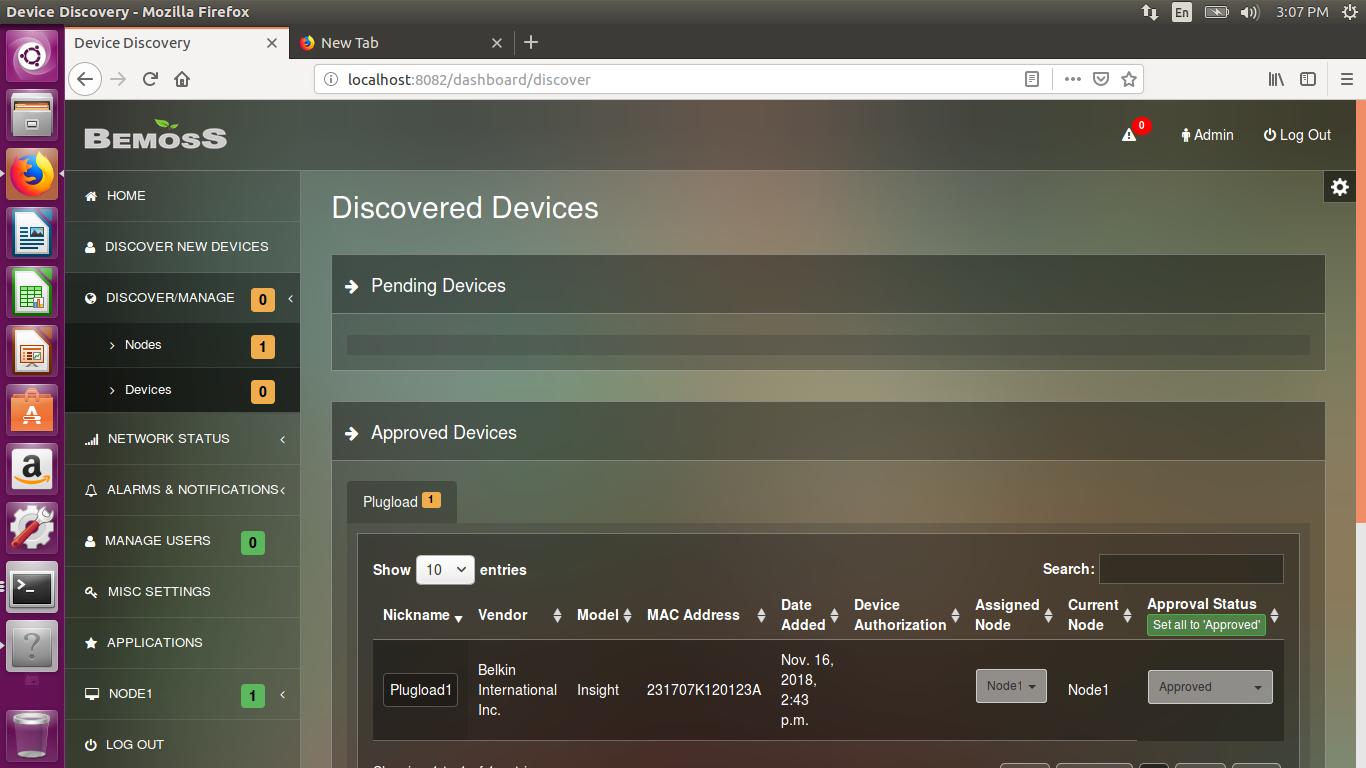 Device Discovery - Mozilla Firefox
En
3:07 PM
Device Discovery
New Tab
localhost:8082/dashboard/discover
BEMOSS
0
Admin
Log Out
HOME
DISCOVER NEW DEVICES
DISCOVER/MANAGE 0
Nodes 1
Devices 0
NETWORK STATUS
ALARMS & NOTIFICATIONS
MANAGE USERS 0
MISC SETTINGS
APPLICATIONS
NODE1 1
LOG OUT
Discovered Devices
Pending Devices
Approved Devices
Plugload 1
Show 10 entries
Search:
Nickname
Vendor
Model
MAC Address
Date
Added
Device
Authorization
Assigned
Node
Current
Node
Approval Status
Set all to 'Approved'
Plugload1
Belkin
International
Inc.
Insight
231707K120123A
Nov. 16,
2018,
2:43
p.m.
Node1
Node1
Approved